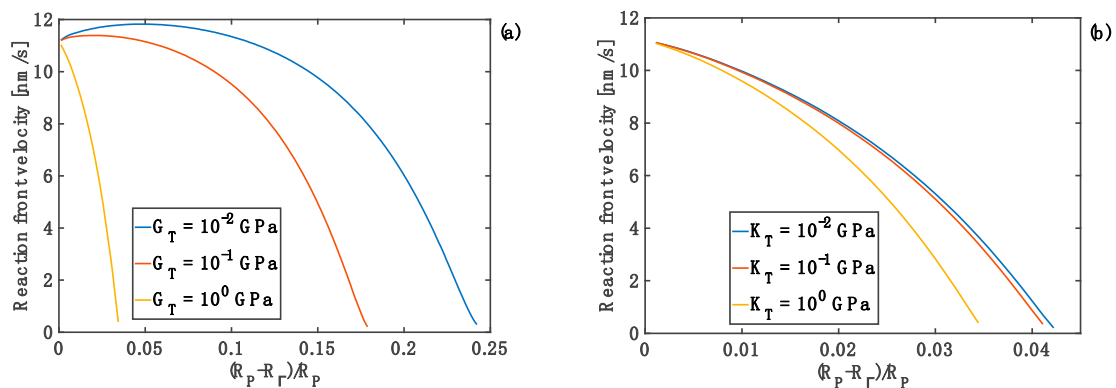 12
10
8
6
4
2
0
Reaction front velocity [nm/s]
0
0.05
0.1
0.15
0.2
0.25
(R_P-R_Γ)/R_P
G_T = 10^-2 GPa
G_T = 10^-1 GPa
G_T = 10^0 GPa
(a)
12
10
8
6
4
2
0
Reaction front velocity [nm/s]
0
0.01
0.02
0.03
0.04
(R_P-R_Γ)/R_P
K_T = 10^-2 GPa
K_T = 10^-1 GPa
K_T = 10^0 GPa
(b)